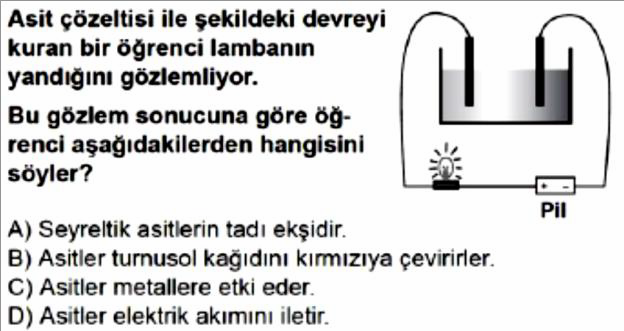 Asit çözeltisi ile şekildeki devreyi
kuran bir öğrenci lambanın
yandığını gözlemliyor.
Bu gözlem sonucuna göre öğ-
renci aşağıdakilerden hangisini
söyler?
+ -
Pil
A) Seyreltik asitlerin tadı ekşidir.
B) Asitler turnusol kağıdını kırmızıya çevirirler.
C) Asitler metallere etki eder.
D) Asitler elektrik akımını iletir.